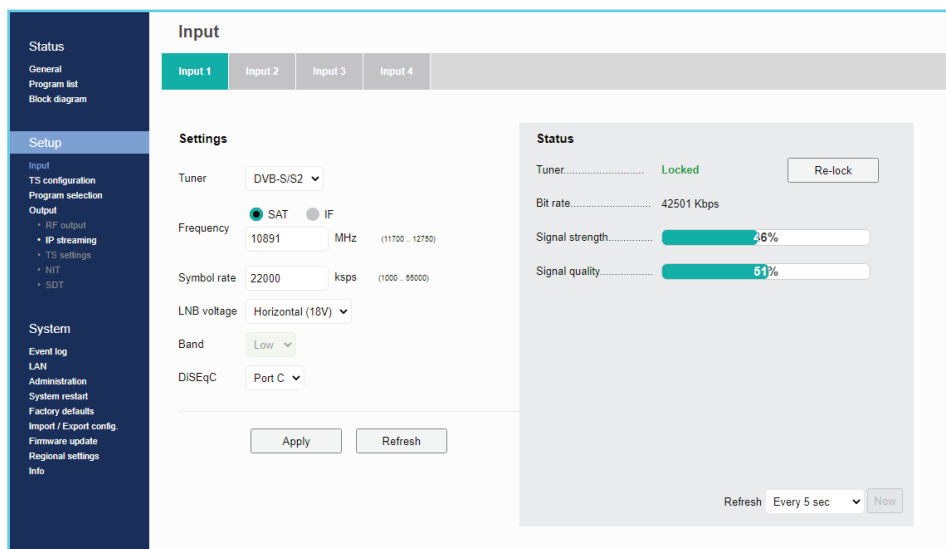 Status
General
Program list
Block diagram
Setup
Input
TS configuration
Program selection
Output
• RF output
• IP streaming
• TS settings
• NIT
• SDT
System
Event log
LAN
Administration
System restart
Factory defaults
Import / Export config.
Firmware update
Regional settings
Info
Input
Input 1 Input 2 Input 3 Input 4
Settings
Tuner DVB-S/S2
SAT IF
Frequency 10891 MHz (11700 .. 12750)
Symbol rate 22000 ksps (1000 .. 55000)
LNB voltage Horizontal (18V)
Band Low
DiSEqC Port C
Apply Refresh
Status
Tuner........................... Locked Re-lock
Bit rate........................... 42501 Kbps
Signal strength............... 46%
Signal quality.................. 51%
Refresh Every 5 sec Now